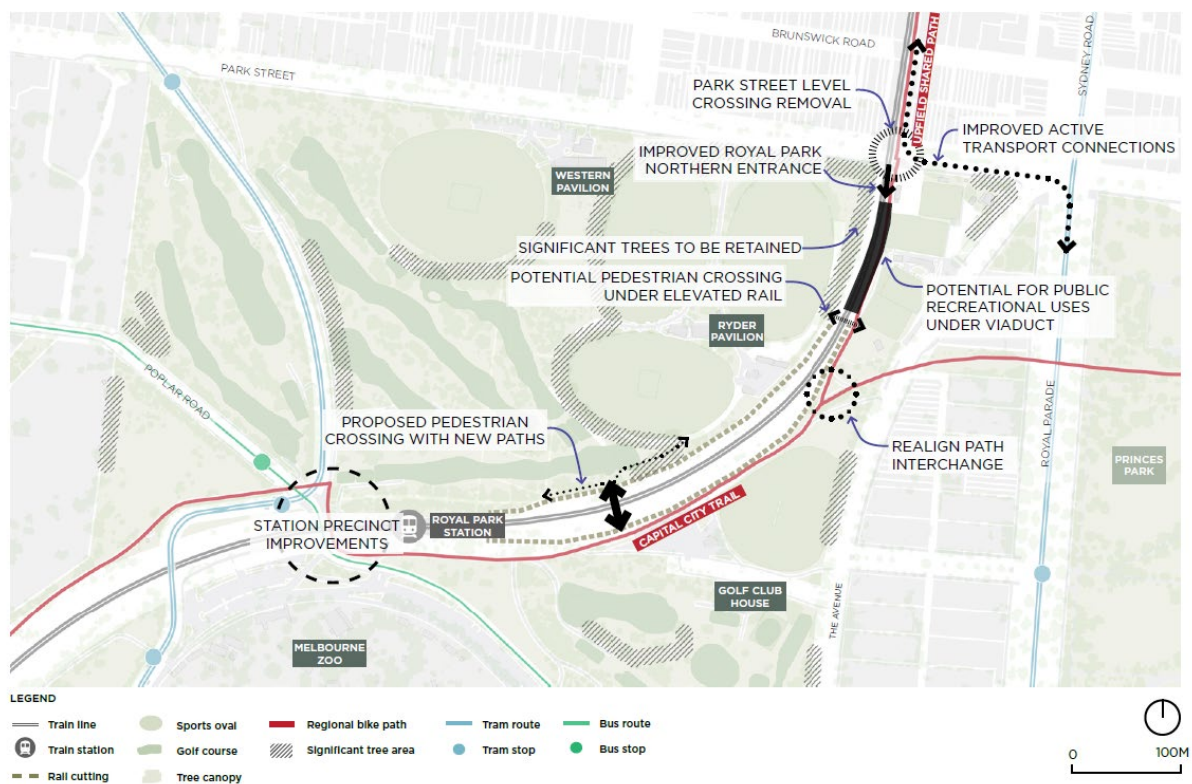 BRUNSWICK ROAD
PARK STREET
PARK STREET LEVEL
CROSSING REMOVAL
UPFIELD SHARED PATH
SYDNEY ROAD
IMPROVED ACTIVE
TRANSPORT CONNECTIONS
IMPROVED ROYAL PARK
NORTHERN ENTRANCE
WESTERN
PAVILION
SIGNIFICANT TREES TO BE RETAINED
POTENTIAL PEDESTRIAN CROSSING
UNDER ELEVATED RAIL
POTENTIAL FOR PUBLIC
RECREATIONAL USES
UNDER VIADUCT
RYDER
PAVILION
POPLAR ROAD
PROPOSED PEDESTRIAN
CROSSING WITH NEW PATHS
REALIGN PATH
INTERCHANGE
ROYAL PARADE
PRINCES
PARK
STATION PRECINCT
IMPROVEMENTS
ROYAL PARK
STATION
CAPITAL CITY TRAIL
GOLF CLUB
HOUSE
THE AVENUE
MELBOURNE
ZOO
LEGEND
Train line
Sports oval
Regional bike path
Tram route
Bus route
Train station
Golf course
Significant tree area
Tram stop
Bus stop
Rail cutting
Tree canopy
0 100M